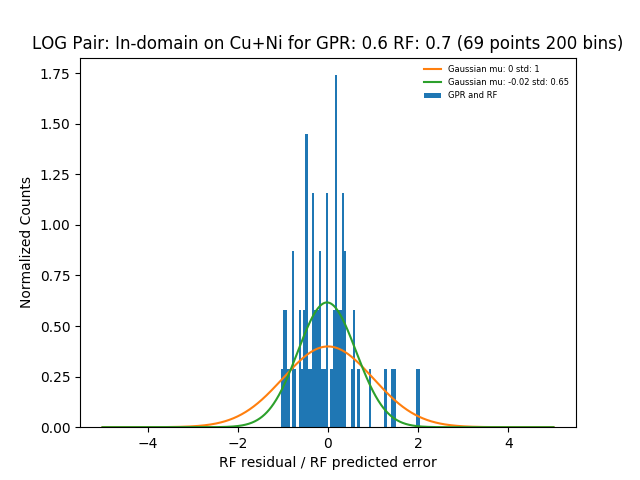 LOG Pair: In-domain on Cu+Ni for GPR: 0.6 RF: 0.7 (69 points 200 bins)
Gaussian mu: 0 std: 1
Gaussian mu: -0.02 std: 0.65
GPR and RF
1.75
1.50
1.25
1.00
0.75
0.50
0.25
0.00
Normalized Counts
−4
−2
0
2
4
RF residual / RF predicted error